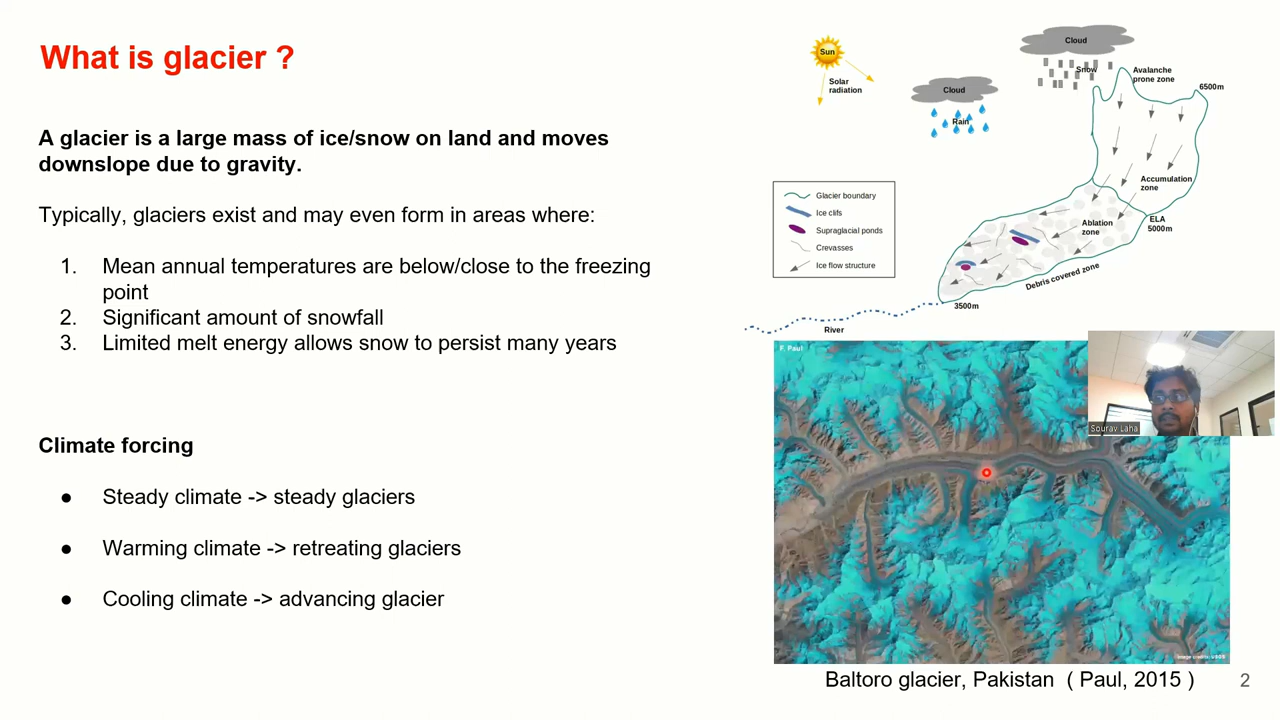 What is glacier ?
A glacier is a large mass of ice/snow on land and moves
downslope due to gravity.
Typically, glaciers exist and may even form in areas where:
1. Mean annual temperatures are below/close to the freezing
point
2. Significant amount of snowfall
3. Limited melt energy allows snow to persist many years
Climate forcing
● Steady climate -> steady glaciers
● Warming climate -> retreating glaciers
● Cooling climate -> advancing glacier
Sun
Solar
radiation
Cloud
Rain
Cloud
Snow
Avalanche
prone zone
6500m
Accumulation
zone
ELA
5000m
Ablation
zone
Debris covered zone
3500m
River
Glacier boundary
Ice clifs
Supraglacial ponds
Crevasses
Ice flow structure
F. Paul
Sourav Laha
Image credits: USGS
Baltoro glacier, Pakistan ( Paul, 2015 )
2